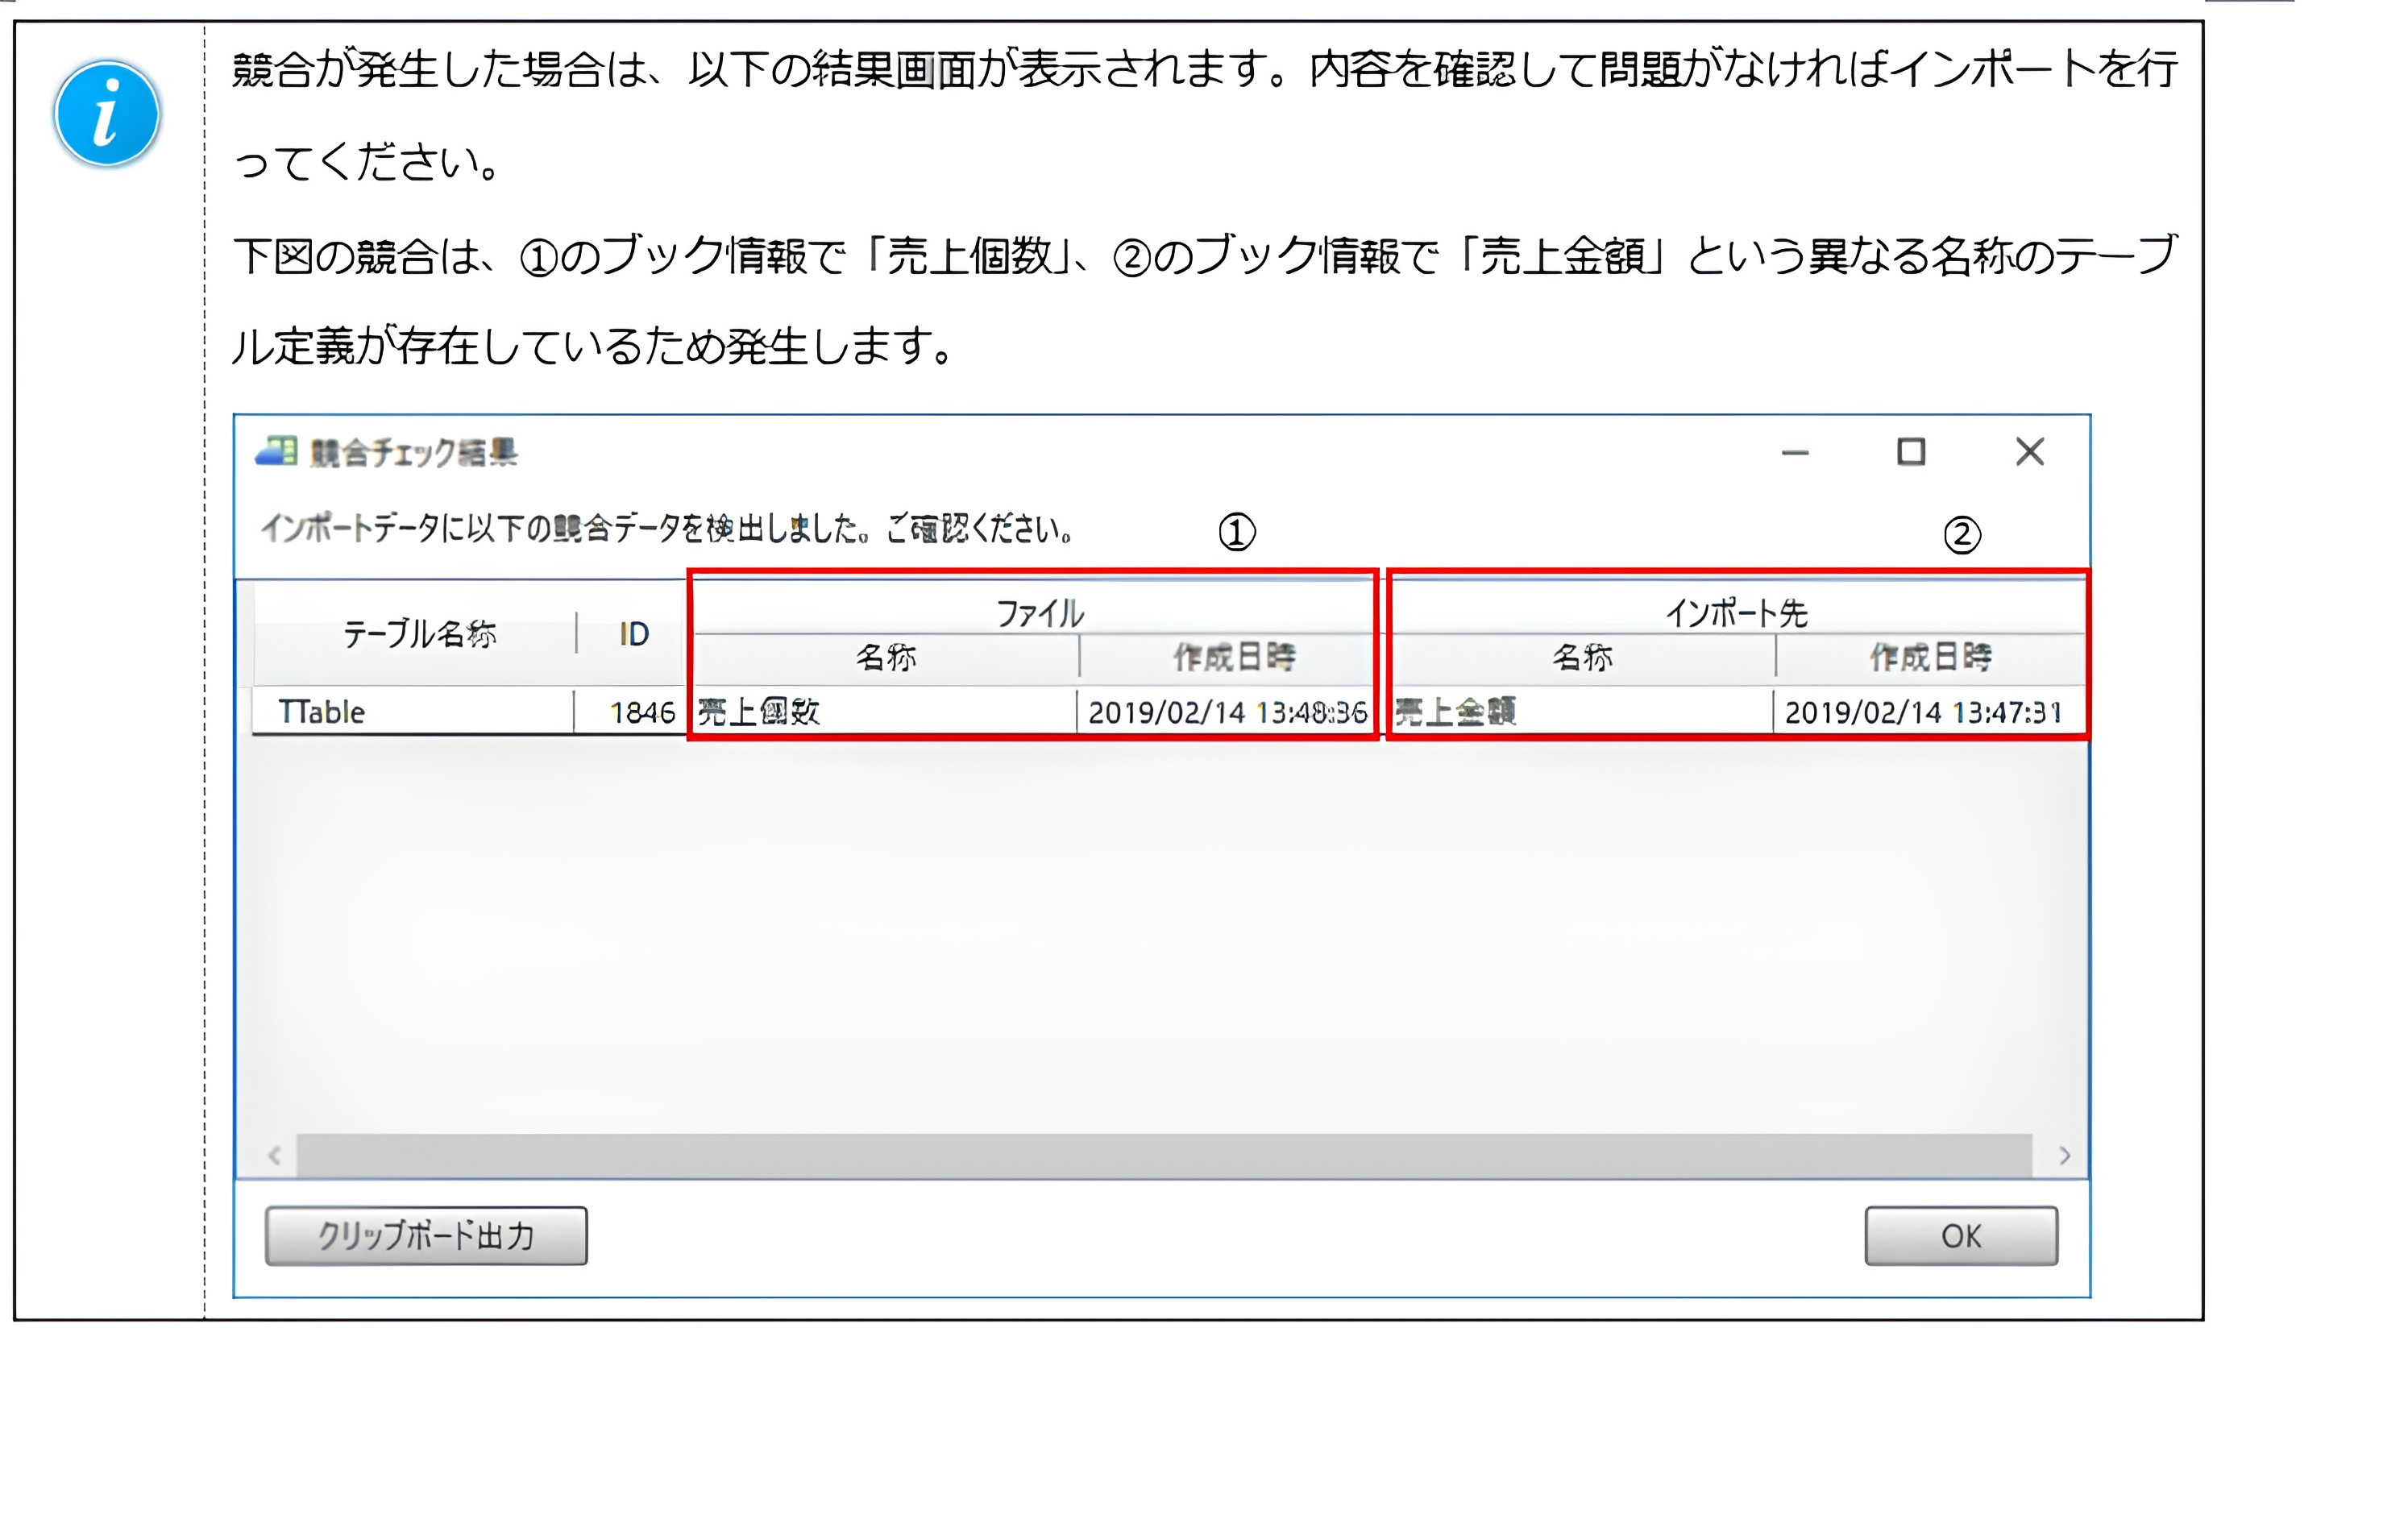 競合が発生した場合は、以下の結果画面が表示されます。内容を確認して問題がなければインポートを行
ってください。
下図の競合は、①のブック情報で「売上個数」、②のブック情報で「売上金額」という異なる名称のテーブ
ル定義が存在しているため発生します。
競合チェック結果
インポートデータに以下の競合データを検出しました。ご確認ください。 ① ②
ファイル インポート先
テーブル名称 ID 名称 作成日時 名称 作成日時
TTable 1846 売上個数 2019/02/14 13:48:36 売上金額 2019/02/14 13:47:31
クリップボード出力 OK